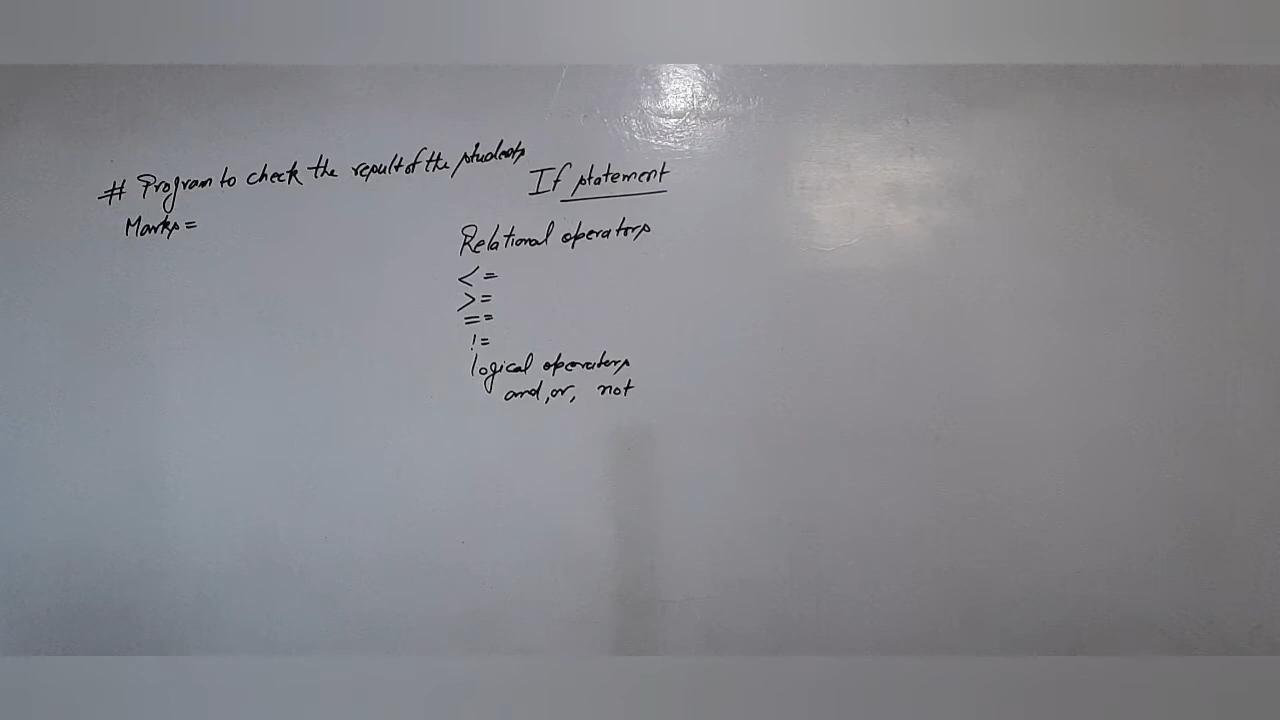 # Program to check the result of the students
Marks =
If statement
Relational operators
<=
>=
==
!=
logical operators
and, or, not